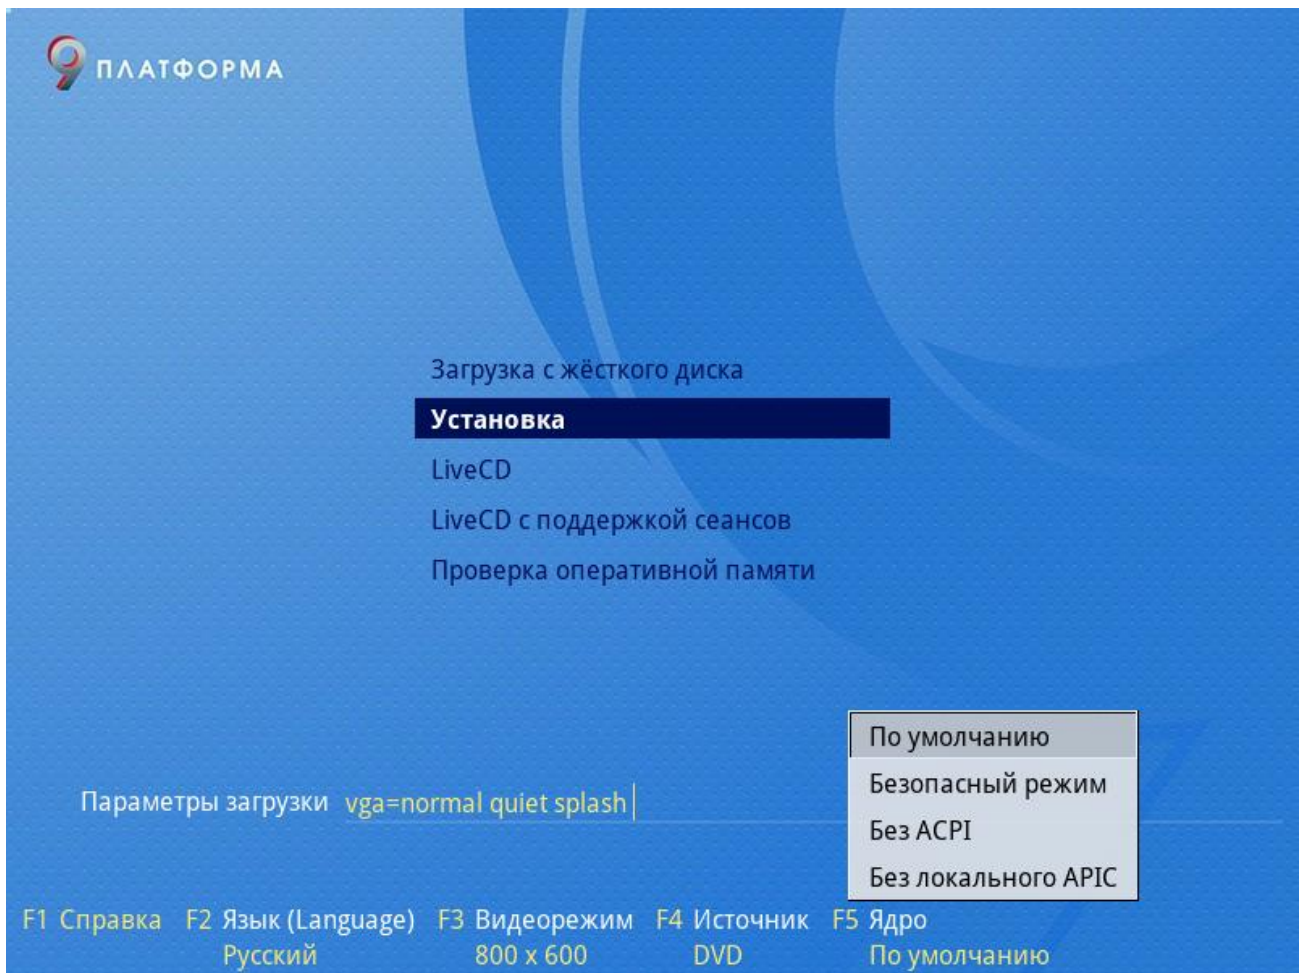 9 ПЛАТФОРМА
Загрузка с жёсткого диска
Установка
LiveCD
LiveCD с поддержкой сеансов
Проверка оперативной памяти
По умолчанию
Безопасный режим
Без ACPI
Без локального APIC
Параметры загрузки vga=normal quiet splash
F1 Справка F2 Язык (Language) F3 Видеорежим F4 Источник F5 Ядро
Русский 800 x 600 DVD По умолчанию